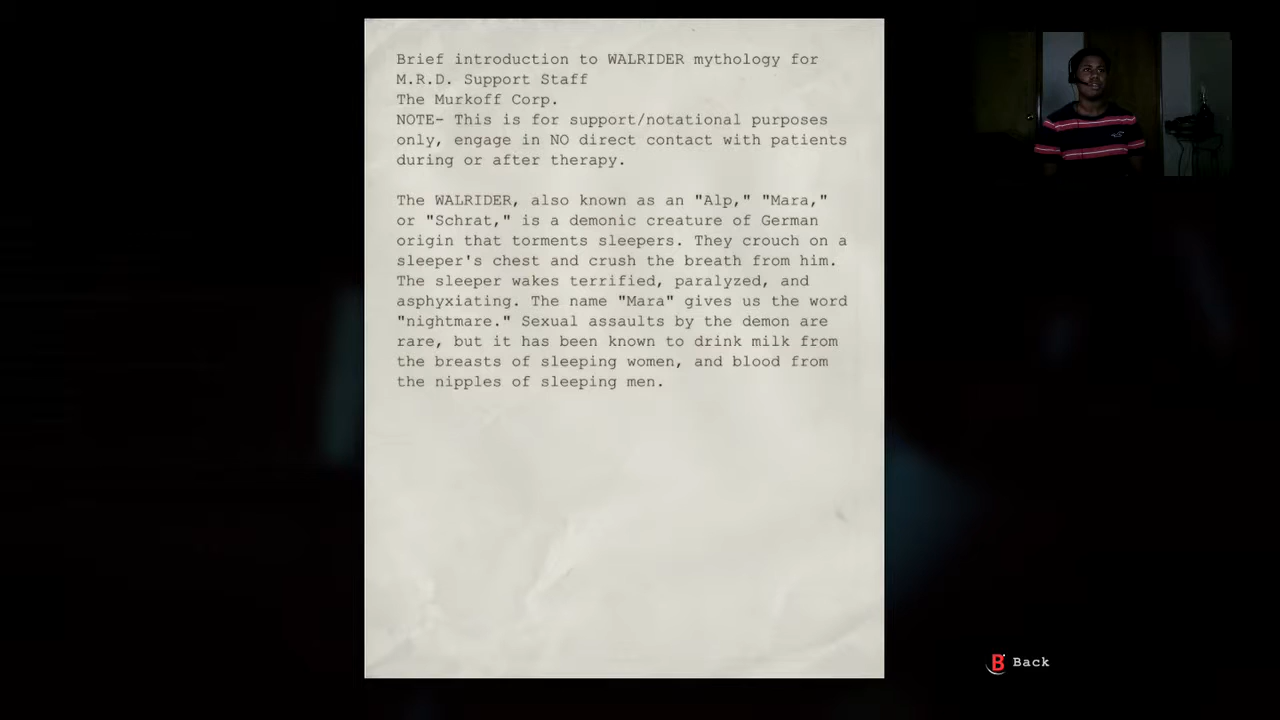 Brief introduction to WALRIDER mythology for
M.R.D. Support Staff
The Murkoff Corp.
NOTE- This is for support/notational purposes
only, engage in NO direct contact with patients
during or after therapy.
The WALRIDER, also known as an "Alp," "Mara,"
or "Schrat," is a demonic creature of German
origin that torments sleepers. They crouch on a
sleeper's chest and crush the breath from him.
The sleeper wakes terrified, paralyzed, and
asphyxiating. The name "Mara" gives us the word
"nightmare." Sexual assaults by the demon are
rare, but it has been known to drink milk from
the breasts of sleeping women, and blood from
the nipples of sleeping men.
B Back